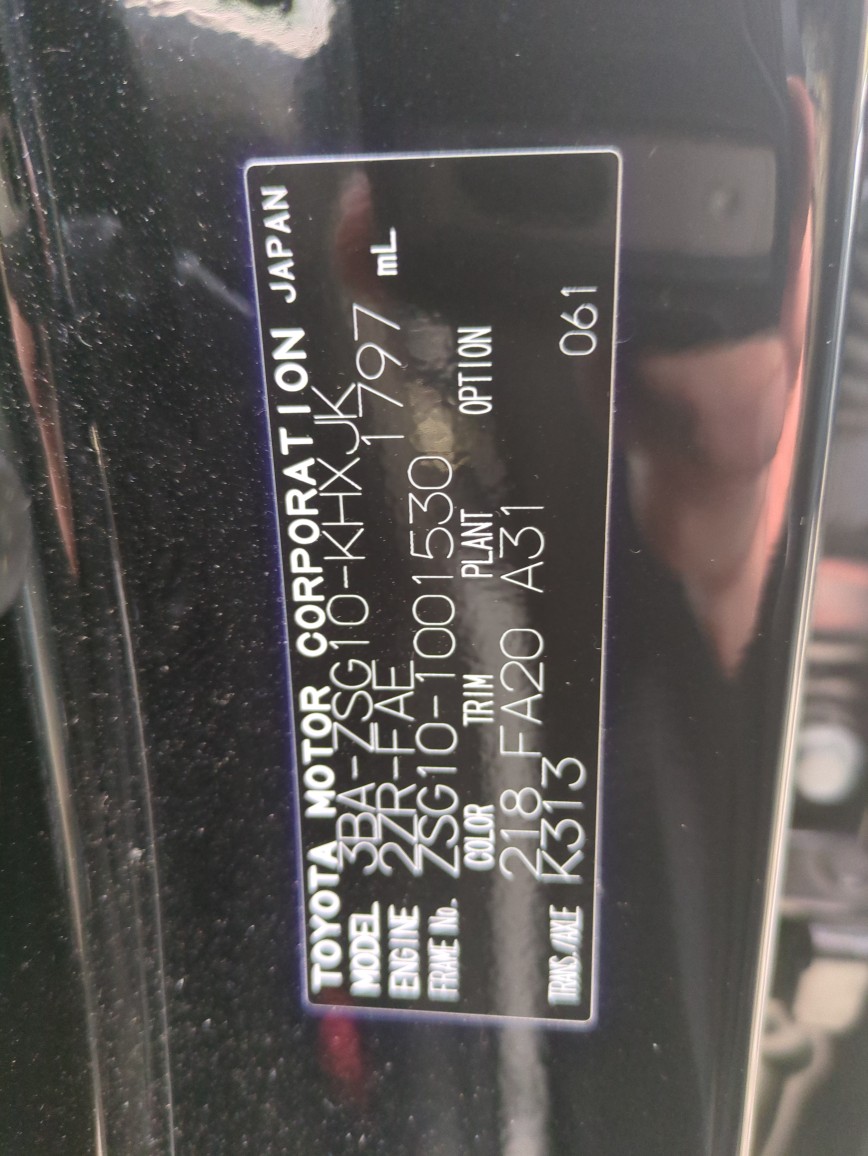 TOYOTA MOTOR CORPORATION JAPAN
MODEL 3BA-ZSG10-KHXJK
ENGINE 2ZR-FAE 1797 mL
FRAME No. ZSG10-1001530
COLOR TRIM PLANT OPTION
218 FA20 A31
TRANS./AXLE K313 061